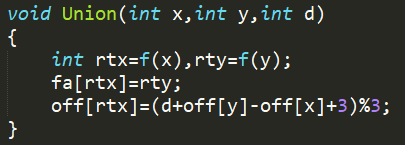 void Union(int x,int y,int d)
{
int rtx=f(x),rty=f(y);
fa[rtx]=rty;
off[rtx]=(d+off[y]-off[x]+3)%3;
}